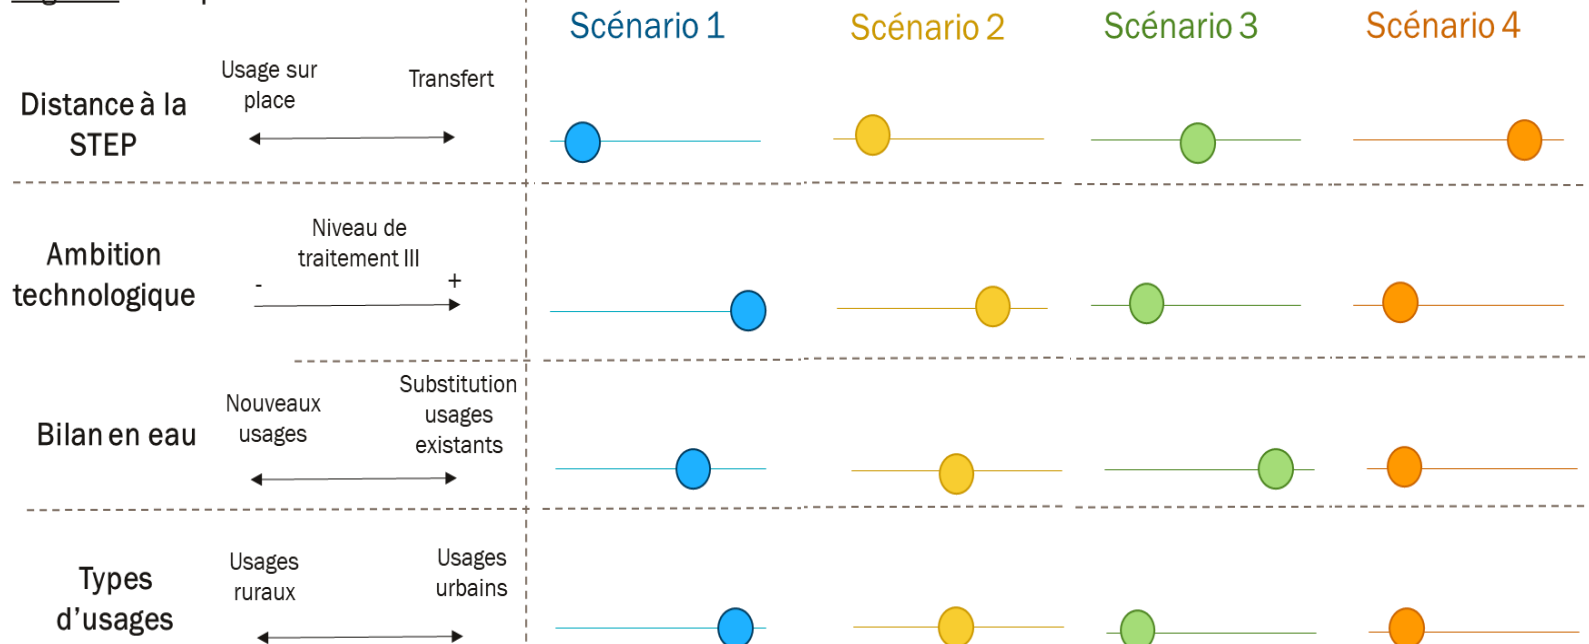 Scénario 1
Scénario 2
Scénario 3
Scénario 4
Distance à la
STEP
Usage sur
place
Transfert
Ambition
technologique
Niveau de
traitement III
-
+
Bilan en eau
Nouveaux
usages
Substitution
usages
existants
Types
d'usages
Usages
ruraux
Usages
urbains